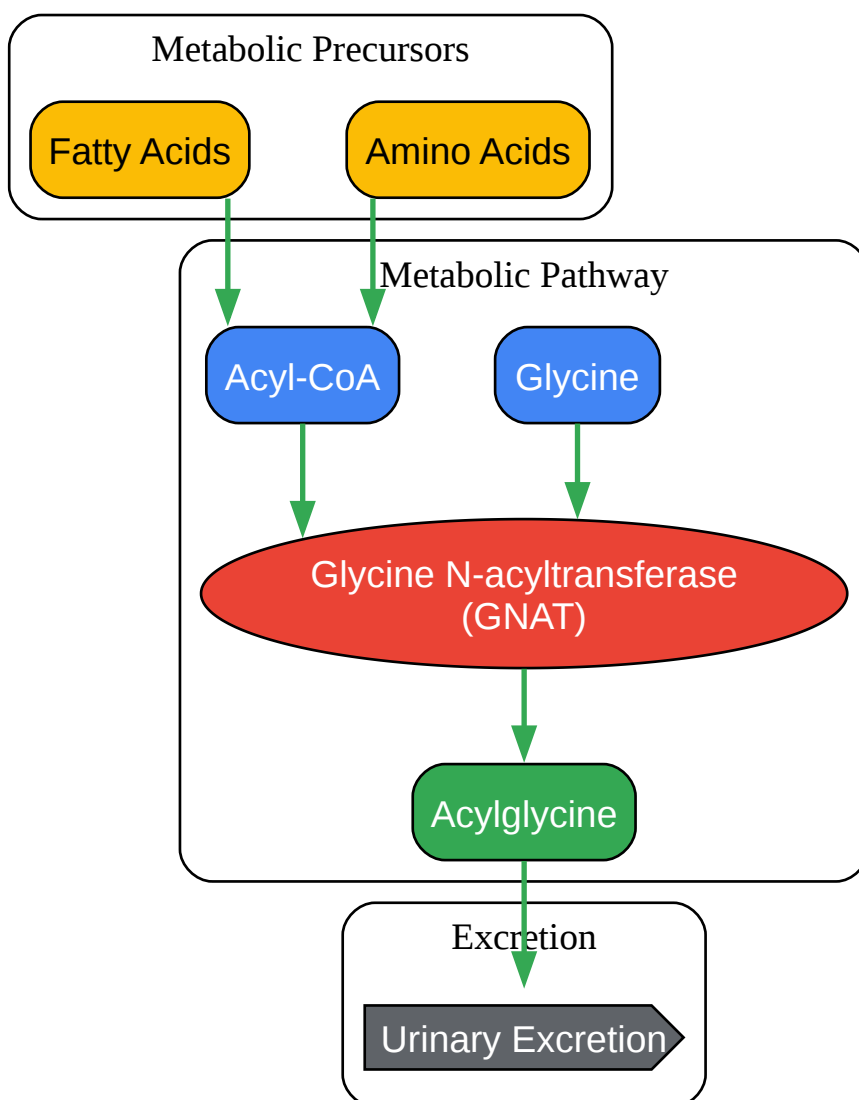 Metabolic Precursors
Fatty Acids
Amino Acids
Metabolic Pathway
Acyl-CoA
Glycine
Glycine N-acyltransferase
(GNAT)
Acylglycine
Excretion
Urinary Excretion